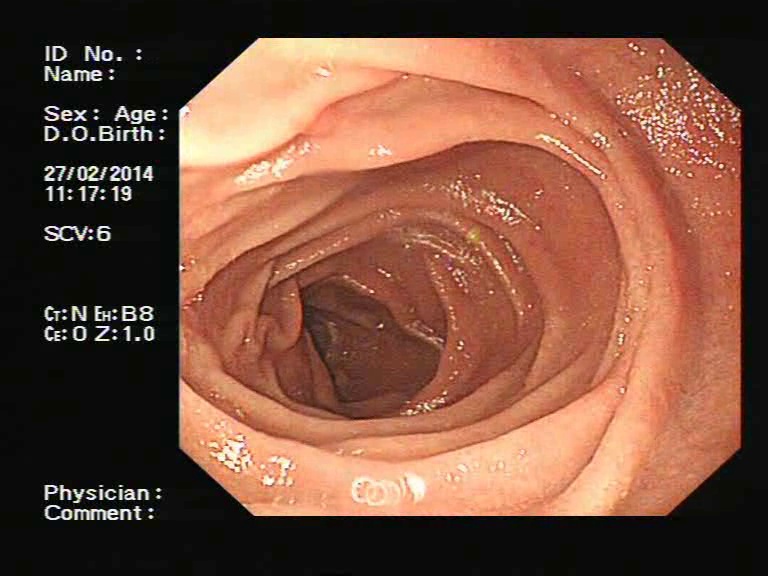 ID No. :
Name:
Sex: Age:
D.O.Birth:
27/02/2014
11:17:19
SCV:6
CT:N EH:B8
CE:0 Z:1.0
Physician:
Comment: